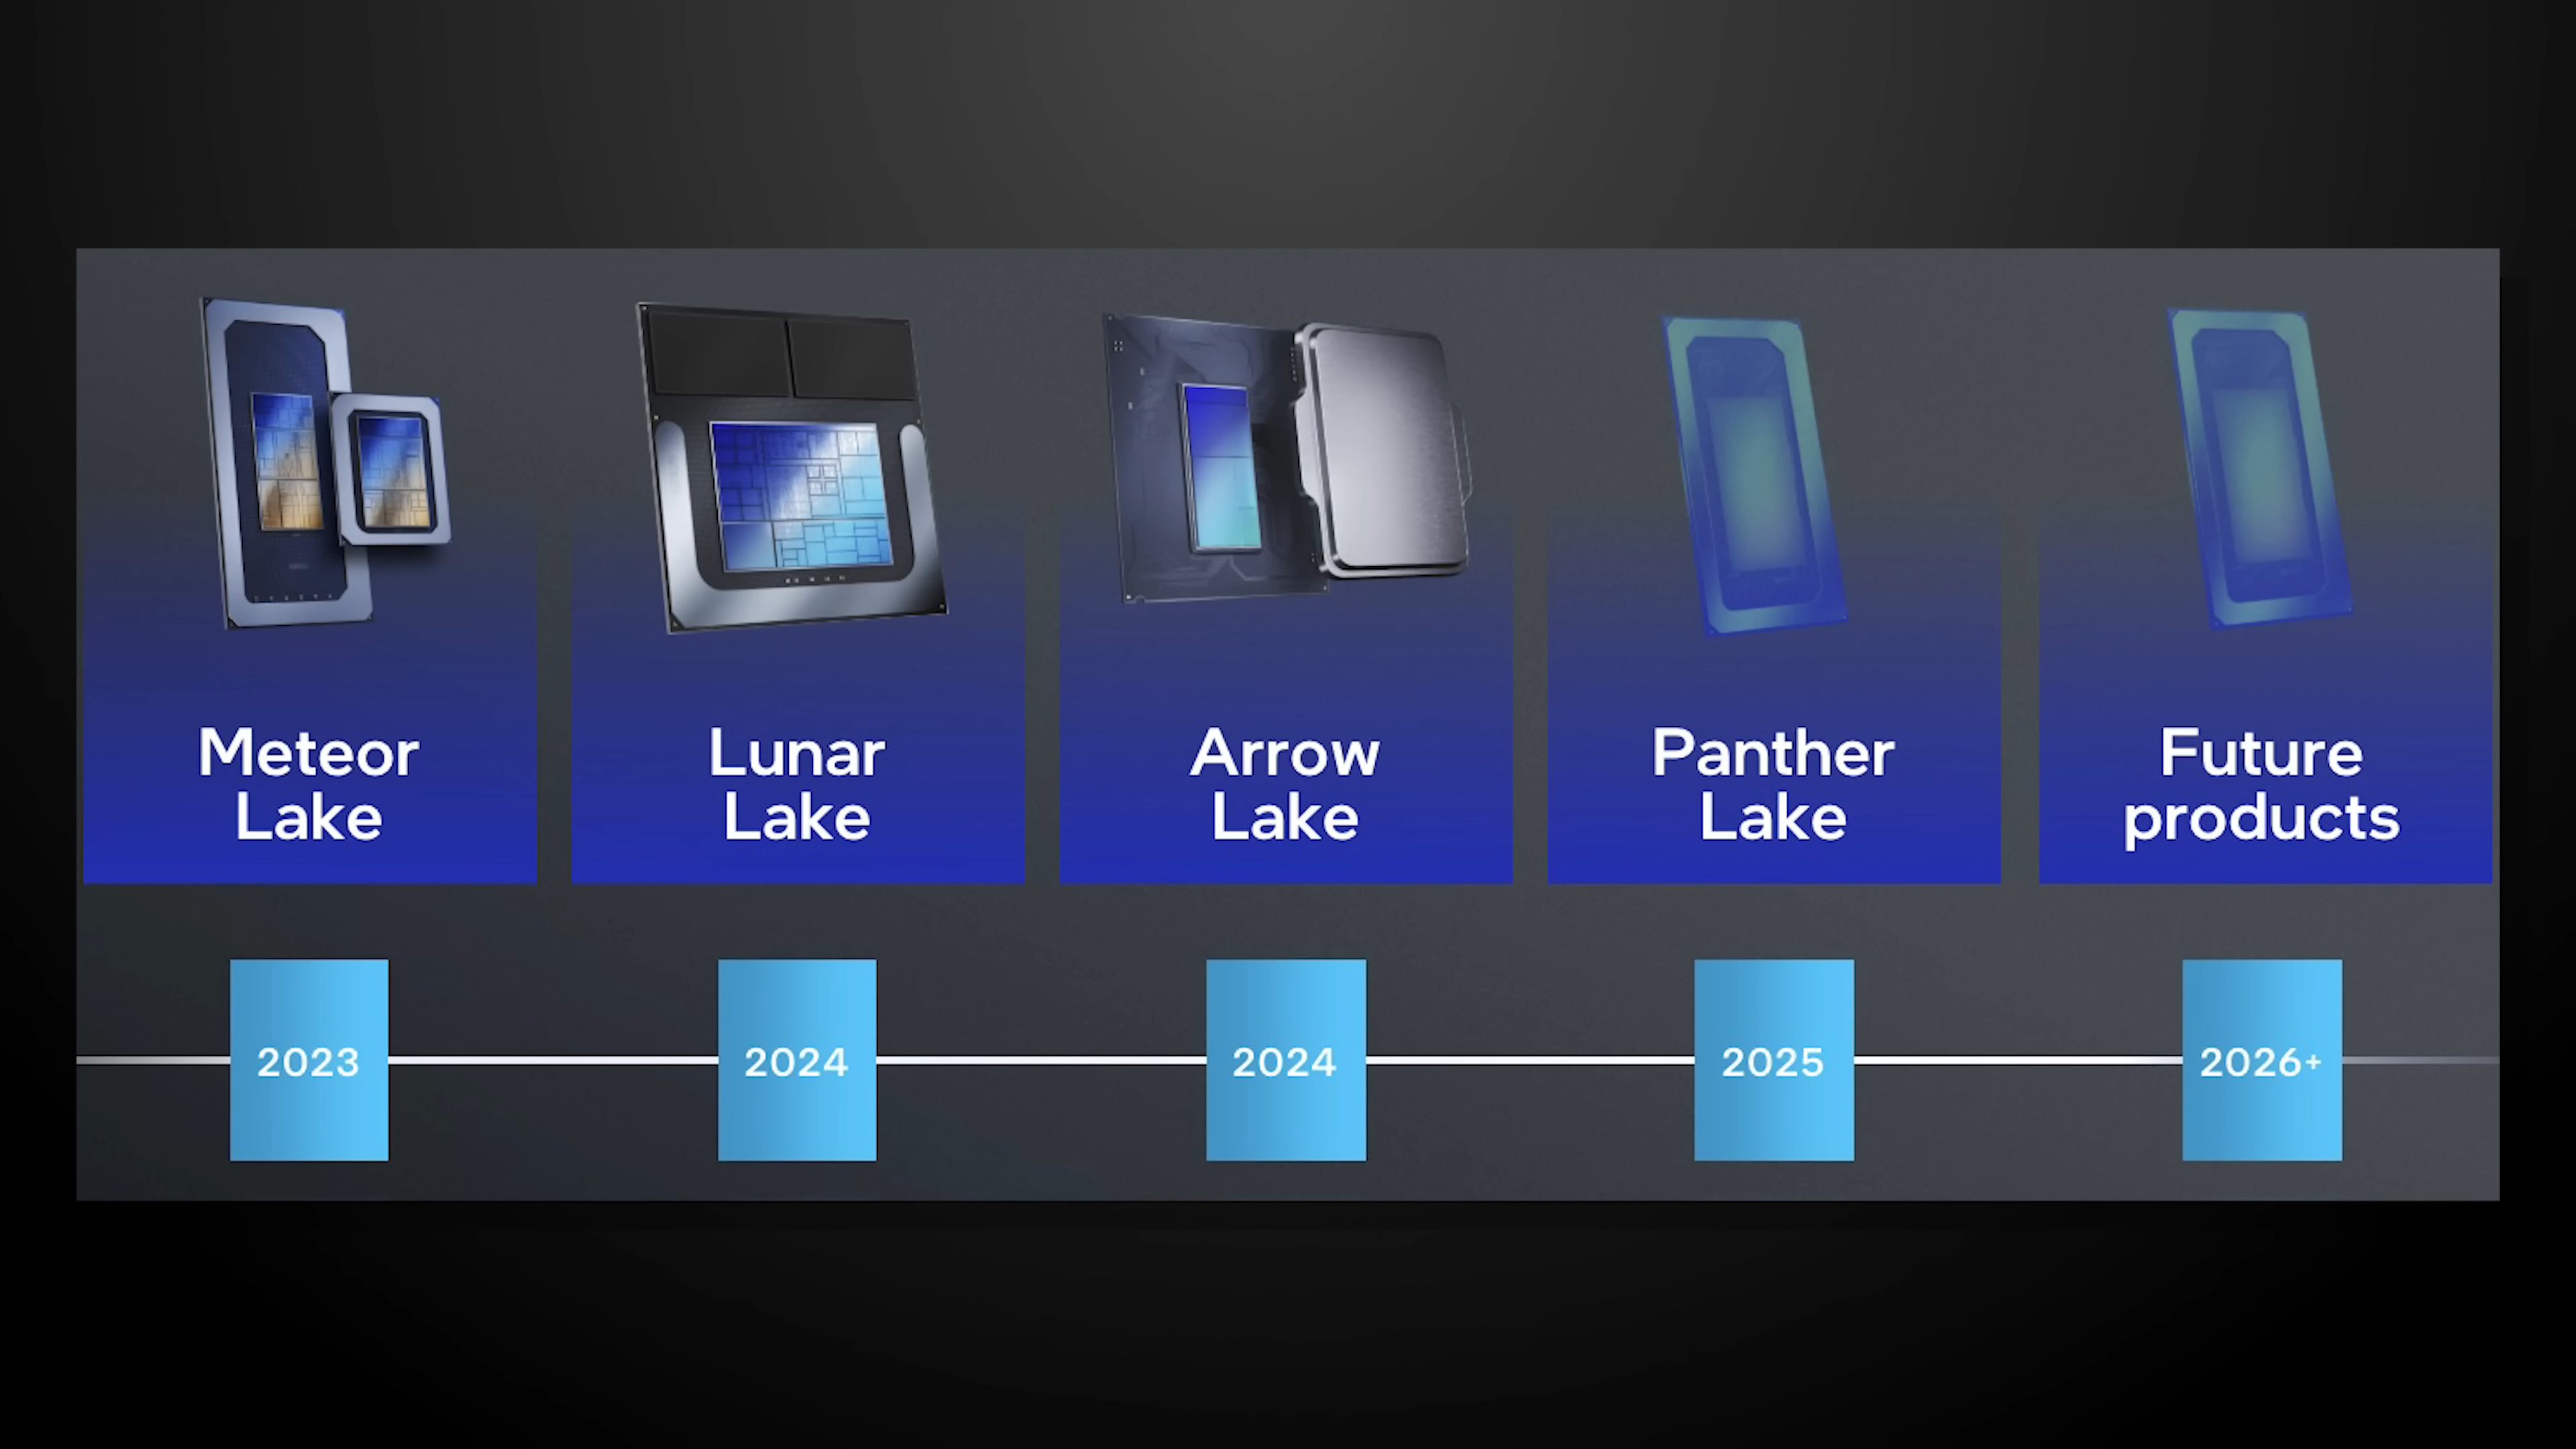 Meteor
Lake
Lunar
Lake
Arrow
Lake
Panther
Lake
Future
products
2023
2024
2024
2025
2026+